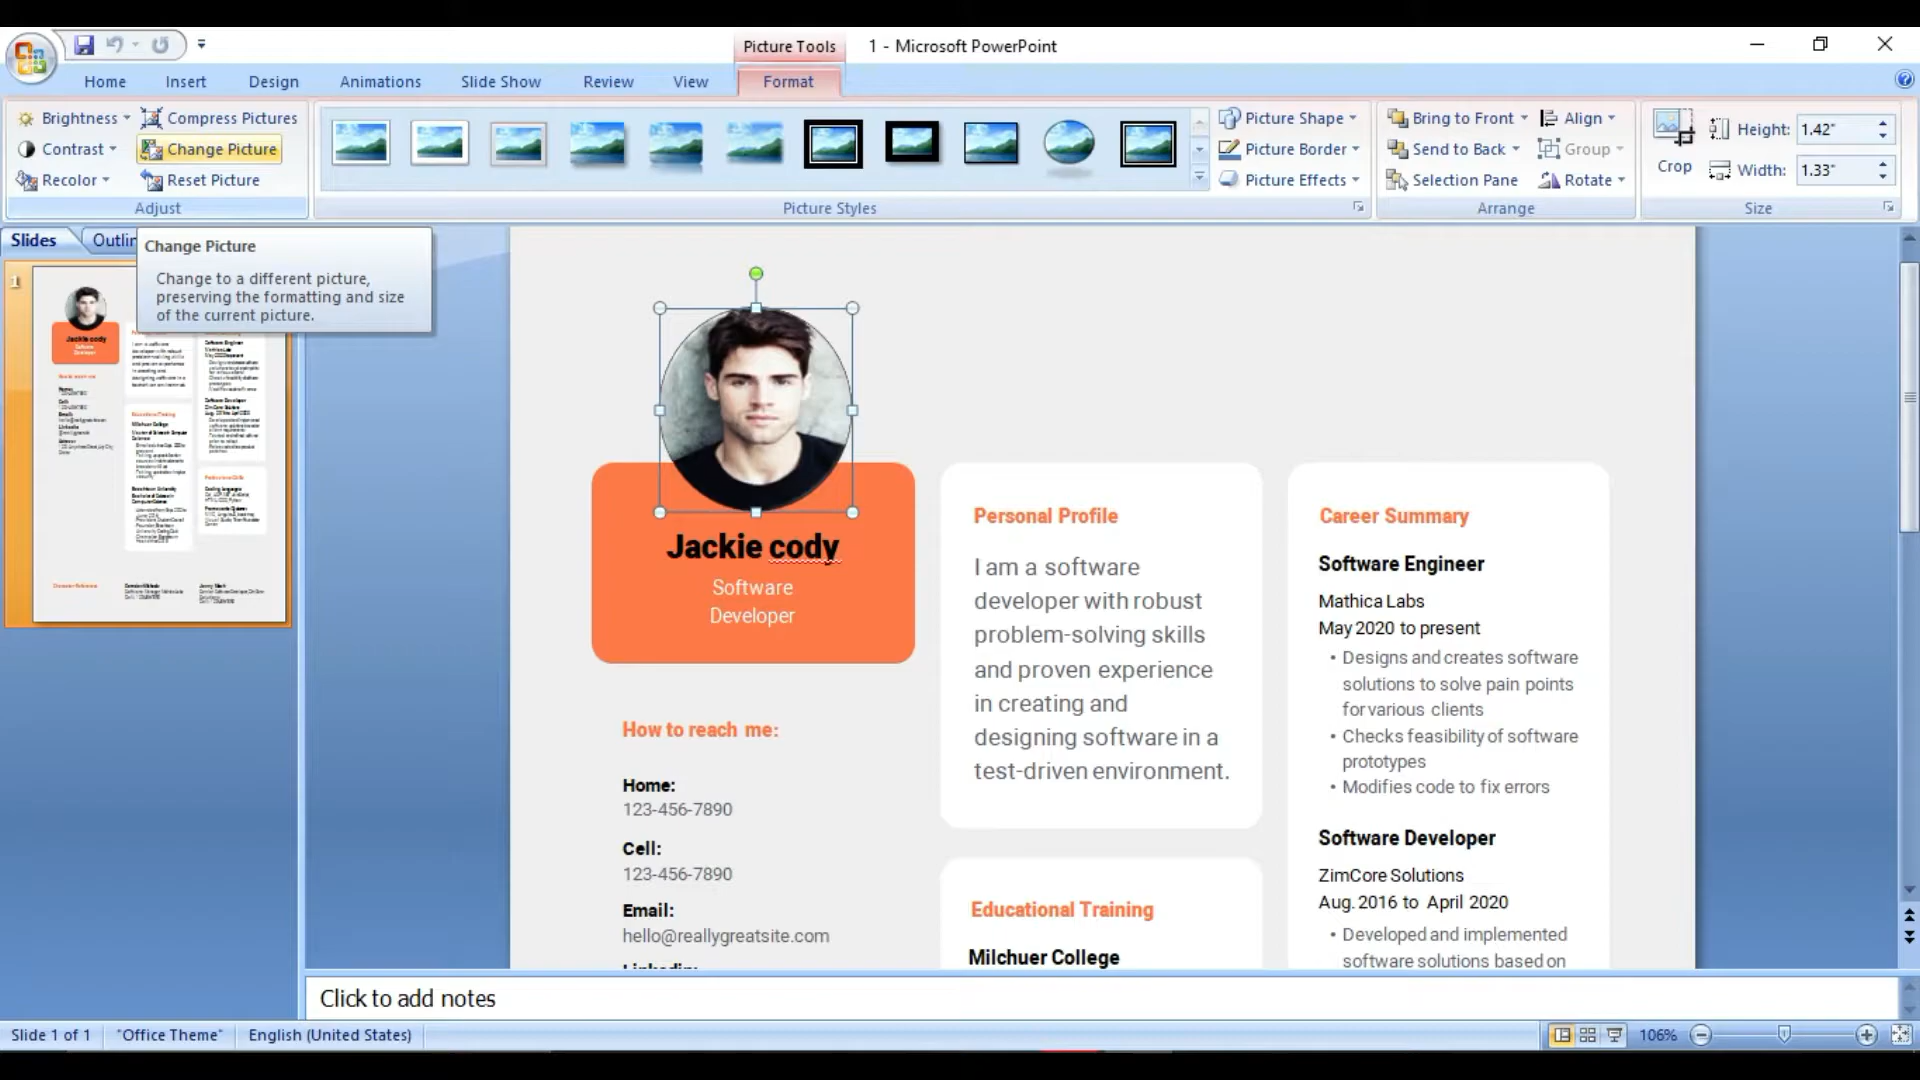 Picture Tools
1 - Microsoft PowerPoint
Home
Insert
Design
Animations
Slide Show
Review
View
Format
Brightness
Compress Pictures
Contrast
Change Picture
Recolor
Reset Picture
Adjust
Picture Styles
Picture Shape
Picture Border
Picture Effects
Bring to Front
Send to Back
Selection Pane
Align
Group
Rotate
Arrange
Crop
Height: 1.42"
Width: 1.33"
Size
Slides
Outlin
Change Picture
Change to a different picture,
preserving the formatting and size
of the current picture.
1
Jackie cody
Software
Developer
Jackie cody
Software
Developer
How to reach me:
Home:
123-456-7890
Cell:
123-456-7890
Email:
hello@reallygreatsite.com
Personal Profile
I am a software
developer with robust
problem-solving skills
and proven experience
in creating and
designing software in a
test-driven environment.
Educational Training
Milchuer College
Career Summary
Software Engineer
Mathica Labs
May 2020 to present
• Designs and creates software
solutions to solve pain points
for various clients
• Checks feasibility of software
prototypes
• Modifies code to fix errors
Software Developer
ZimCore Solutions
Aug. 2016 to April 2020
• Developed and implemented
software solutions based on
Click to add notes
Slide 1 of 1
"Office Theme"
English (United States)
106%